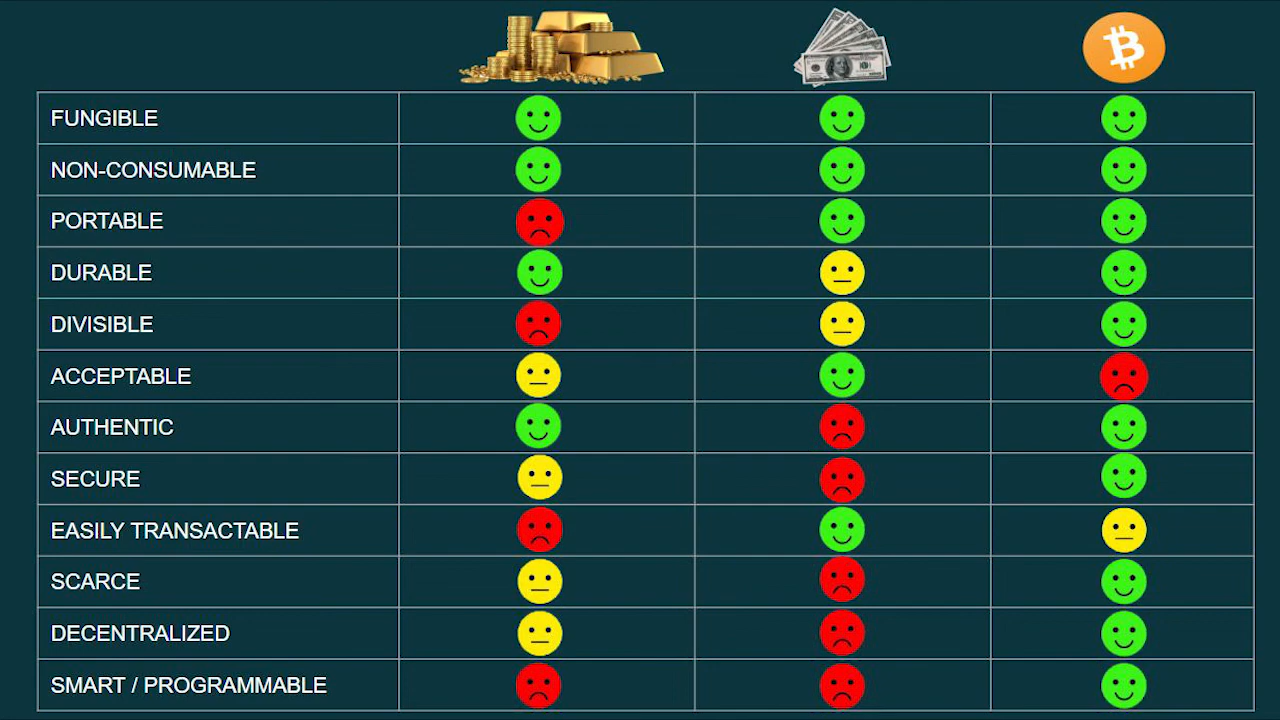 FUNGIBLE
NON-CONSUMABLE
PORTABLE
DURABLE
DIVISIBLE
ACCEPTABLE
AUTHENTIC
SECURE
EASILY TRANSACTABLE
SCARCE
DECENTRALIZED
SMART / PROGRAMMABLE